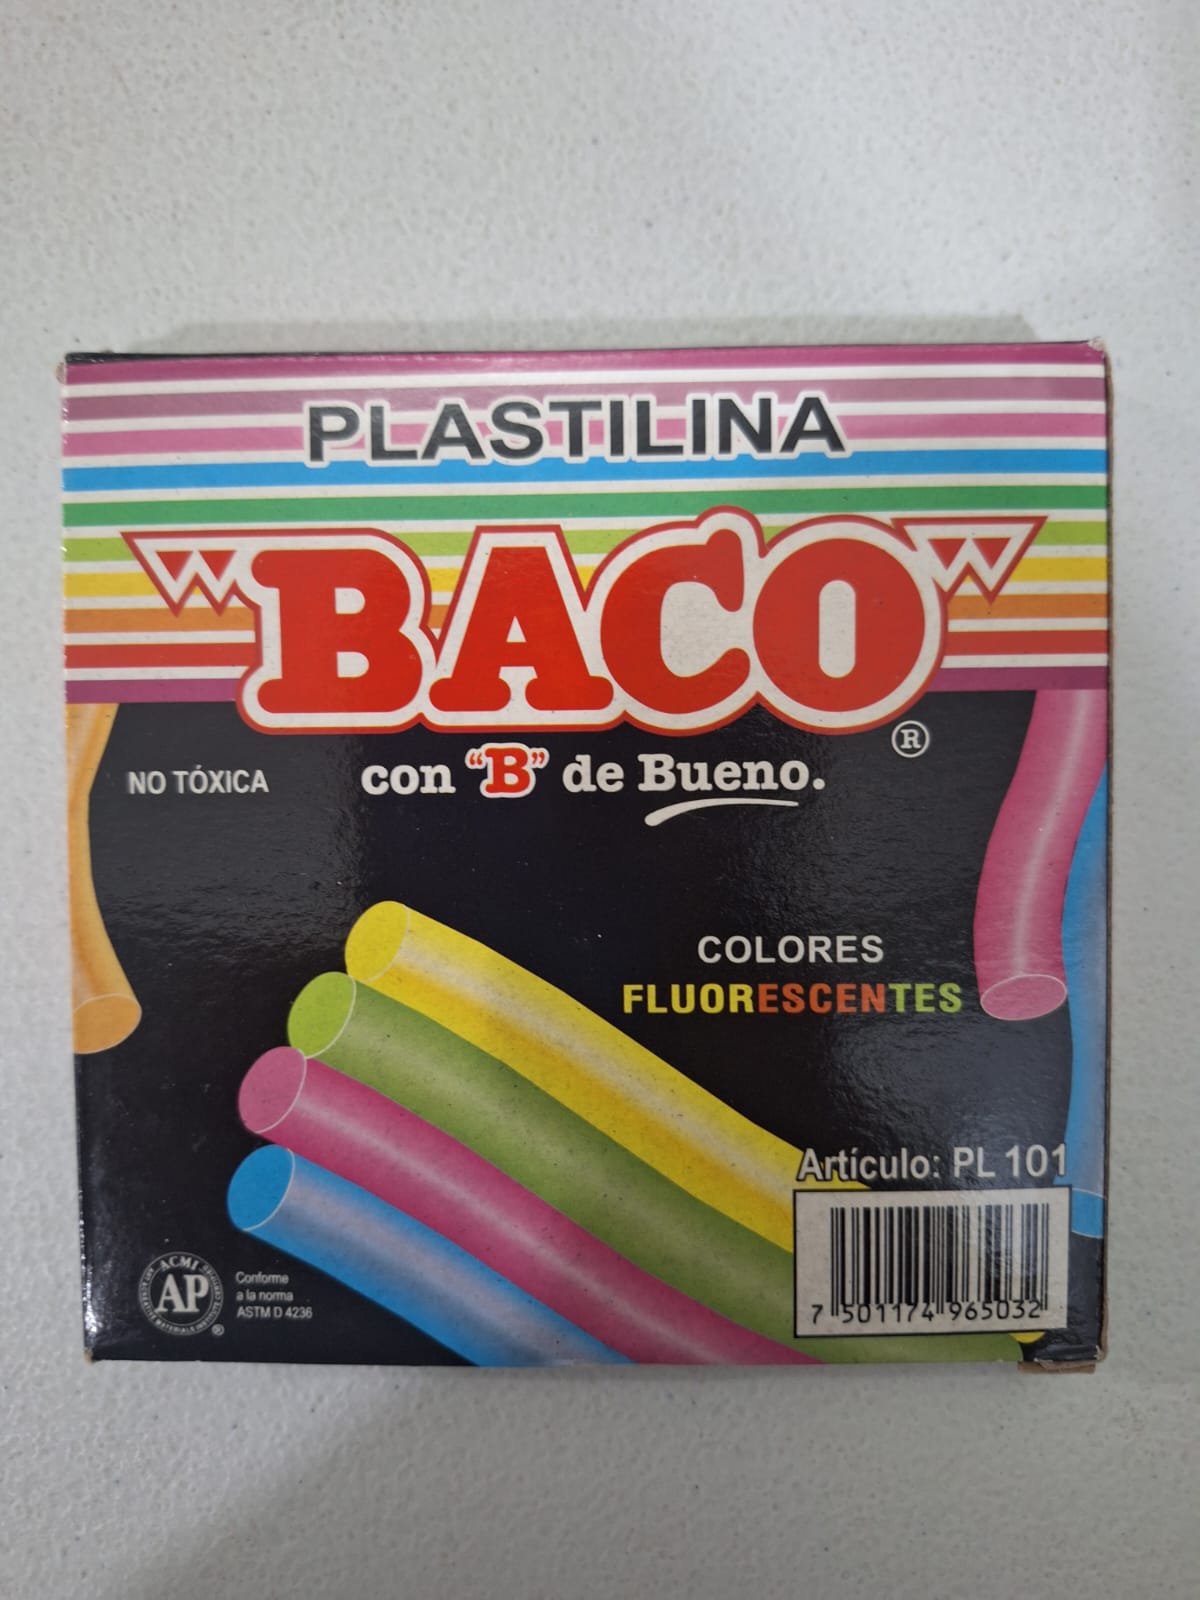 PLASTILINA
"BACO"
®
NO TÓXICA
con "B" de Bueno.
COLORES
FLUORESCENTES
Artículo: PL 101
7 501174 965032
ACMI
AP
®
Conforme
a la norma
ASTM D 4236